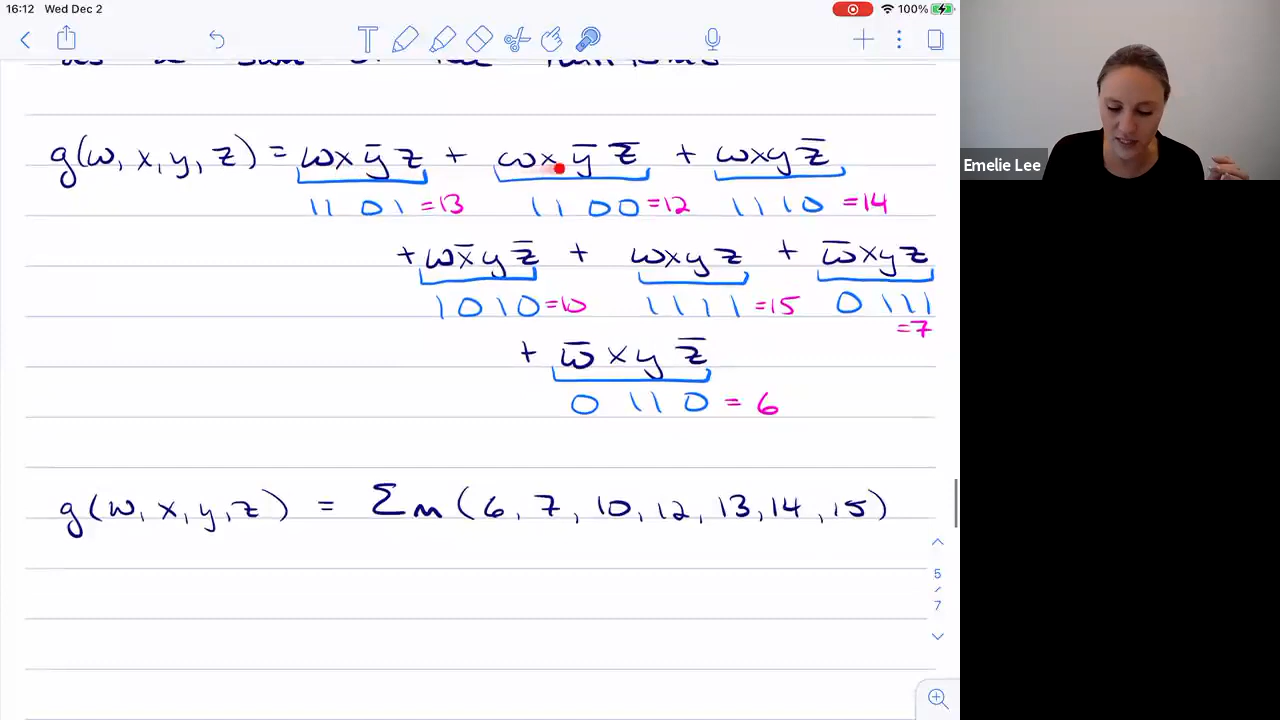 16:12 Wed Dec 2 100%
g(w, x, y, z) = wxy̅z + wxy̅z̅ + wxyz̅
1101 =13 1100 =12 1110 =14
+ wx̅yz̅ + wxyz + w̅xyz
1010 =10 1111 =15 0111
=7
+ w̅xyz̅
0110 = 6
g(w, x, y, z) = Σm(6, 7, 10, 12, 13, 14, 15)
5
/
7
Emelie Lee